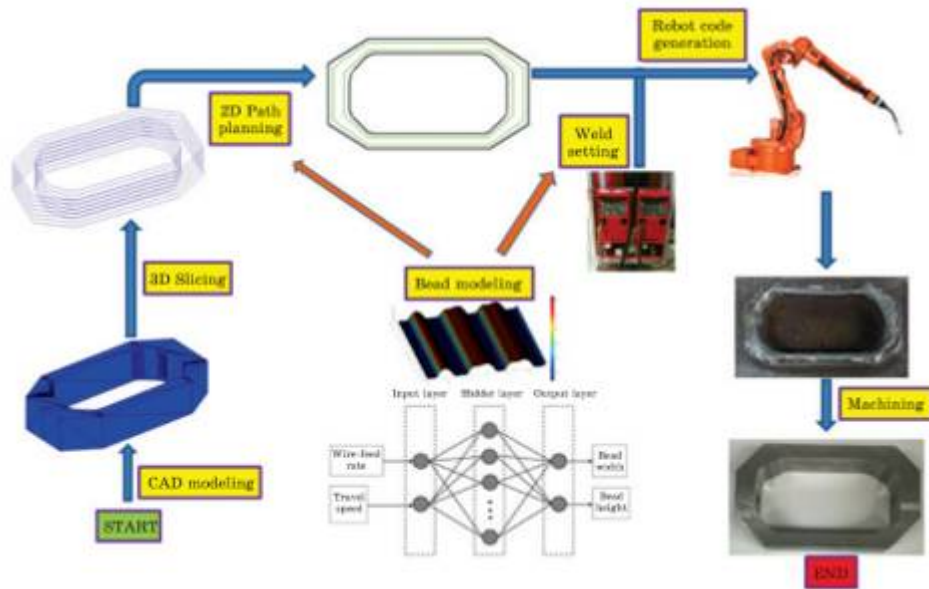 Robot code
generation
2D Path
planning
Weld
setting
Bead modeling
3D Slicing
Input layer
Hidder layer
Output layer
Machining
Wire-feed
rate
Bead
width
CAD modeling
Travel
speed
Bead
height
START
END